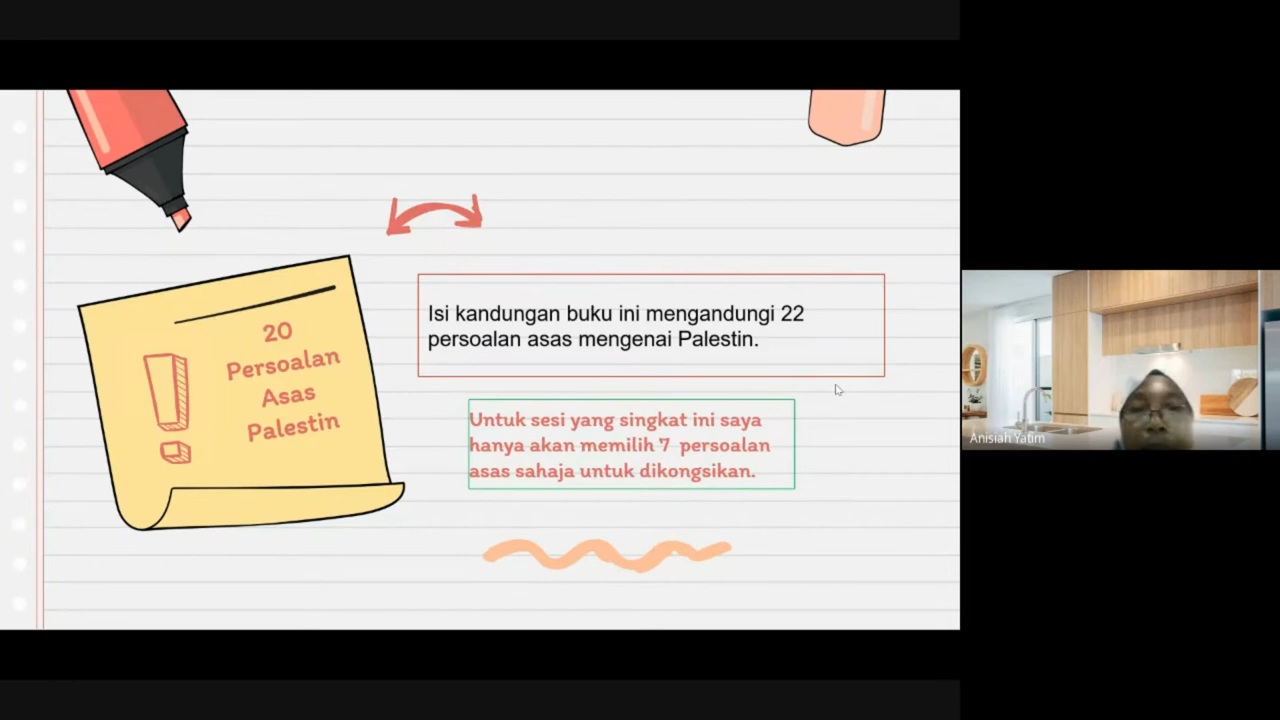 20
Persoalan
Asas
Palestin
Isi kandungan buku ini mengandungi 22
persoalan asas mengenai Palestin.
Untuk sesi yang singkat ini saya
hanya akan memilih 7 persoalan
asas sahaja untuk dikongsikan.
Anisiah Yatim